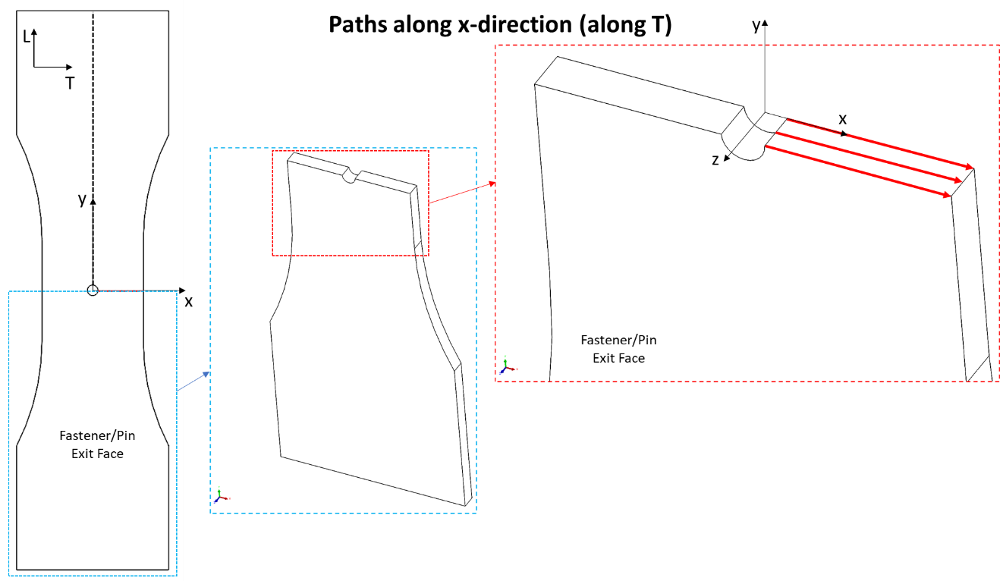 Paths along x-direction (along T)
L
T
y
x
Fastener/Pin
Exit Face
y
x
z
Fastener/Pin
Exit Face